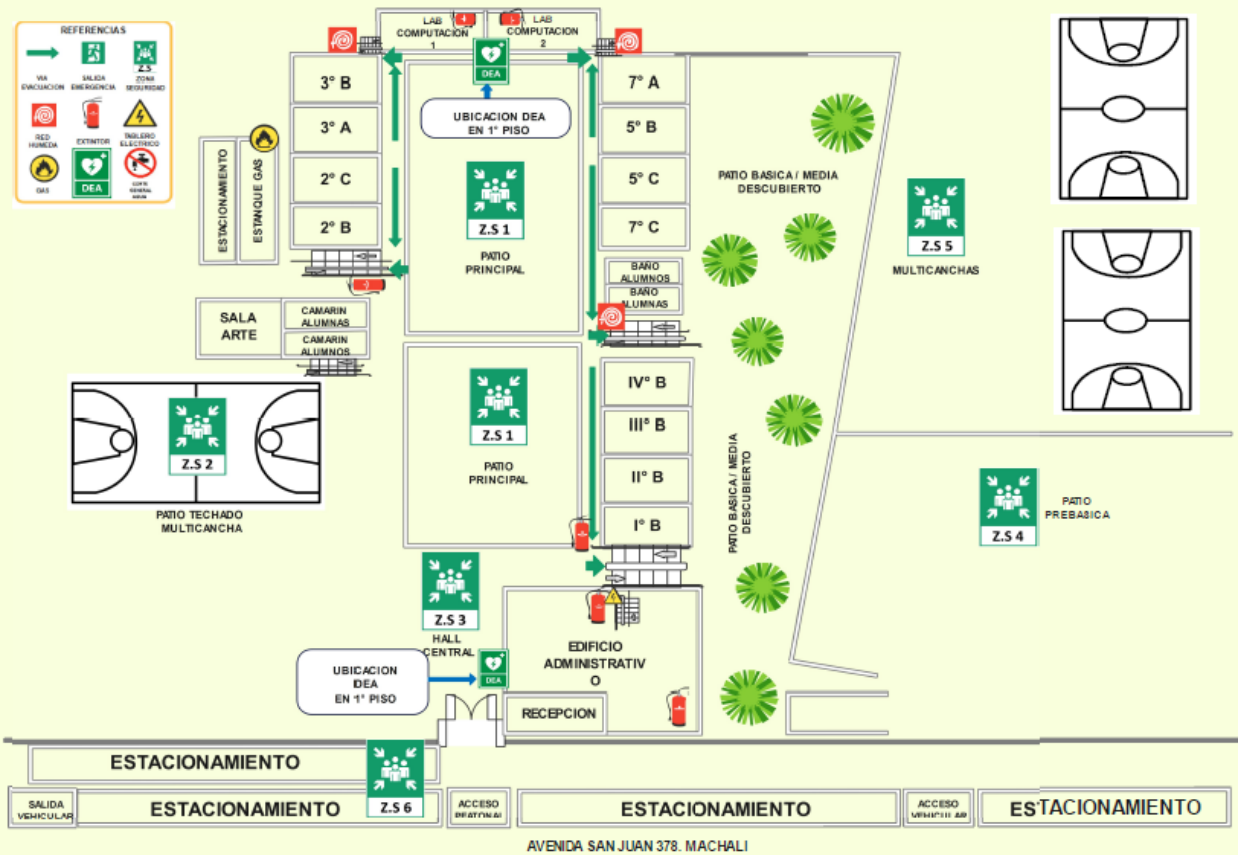 REFERENCIAS
VIA
EVACUACION
SALIDA
EMERGENCIA
Z.S
ZONA
SEGURIDAD
RED
HUMEDA
EXTINTOR
TABLERO
ELECTRICO
GAS
DEA
CORTE
GENERAL
AGUA
LAB
COMPUTACION
1
LAB
COMPUTACION
2
DEA
UBICACION DEA
EN 1° PISO
3° B
3° A
2° C
2° B
7° A
5° B
5° C
7° C
BAÑO
ALUMNOS
BAÑO
ALUMNAS
ESTACIONAMIENTO
ESTANQUE GAS
Z.S 1
PATIO
PRINCIPAL
PATIO BASICA / MEDIA
DESCUBIERTO
Z.S 5
MULTICANCHAS
SALA
ARTE
CAMARIN
ALUMNAS
CAMARIN
ALUMNOS
Z.S 2
PATIO TECHADO
MULTICANCHA
Z.S 1
PATIO
PRINCIPAL
IV° B
III° B
II° B
I° B
PATIO BASICA / MEDIA
DESCUBIERTO
Z.S 4
PATIO
PREBASICA
Z.S 3
HALL
CENTRAL
UBICACION
DEA
EN 1° PISO
DEA
EDIFICIO
ADMINISTRATIV
O
RECEPCION
ESTACIONAMIENTO
Z.S 6
SALIDA
VEHICULAR
ESTACIONAMIENTO
ACCESO
PEATONAL
ESTACIONAMIENTO
ACCESO
VEHICULAR
ESTACIONAMIENTO
AVENIDA SAN JUAN 378. MACHALI